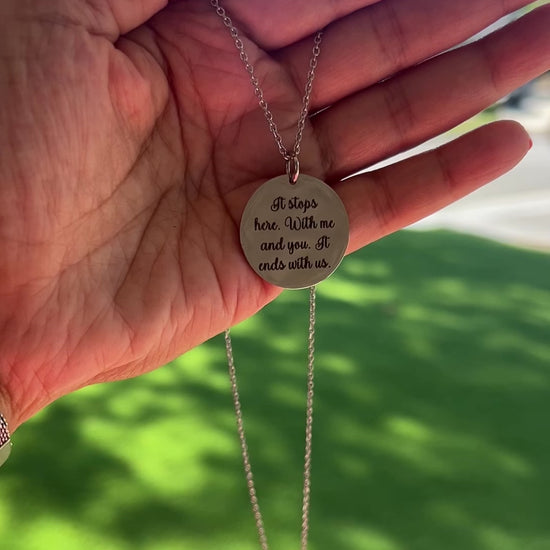 It stops
here. With me
and you. It
ends with us.